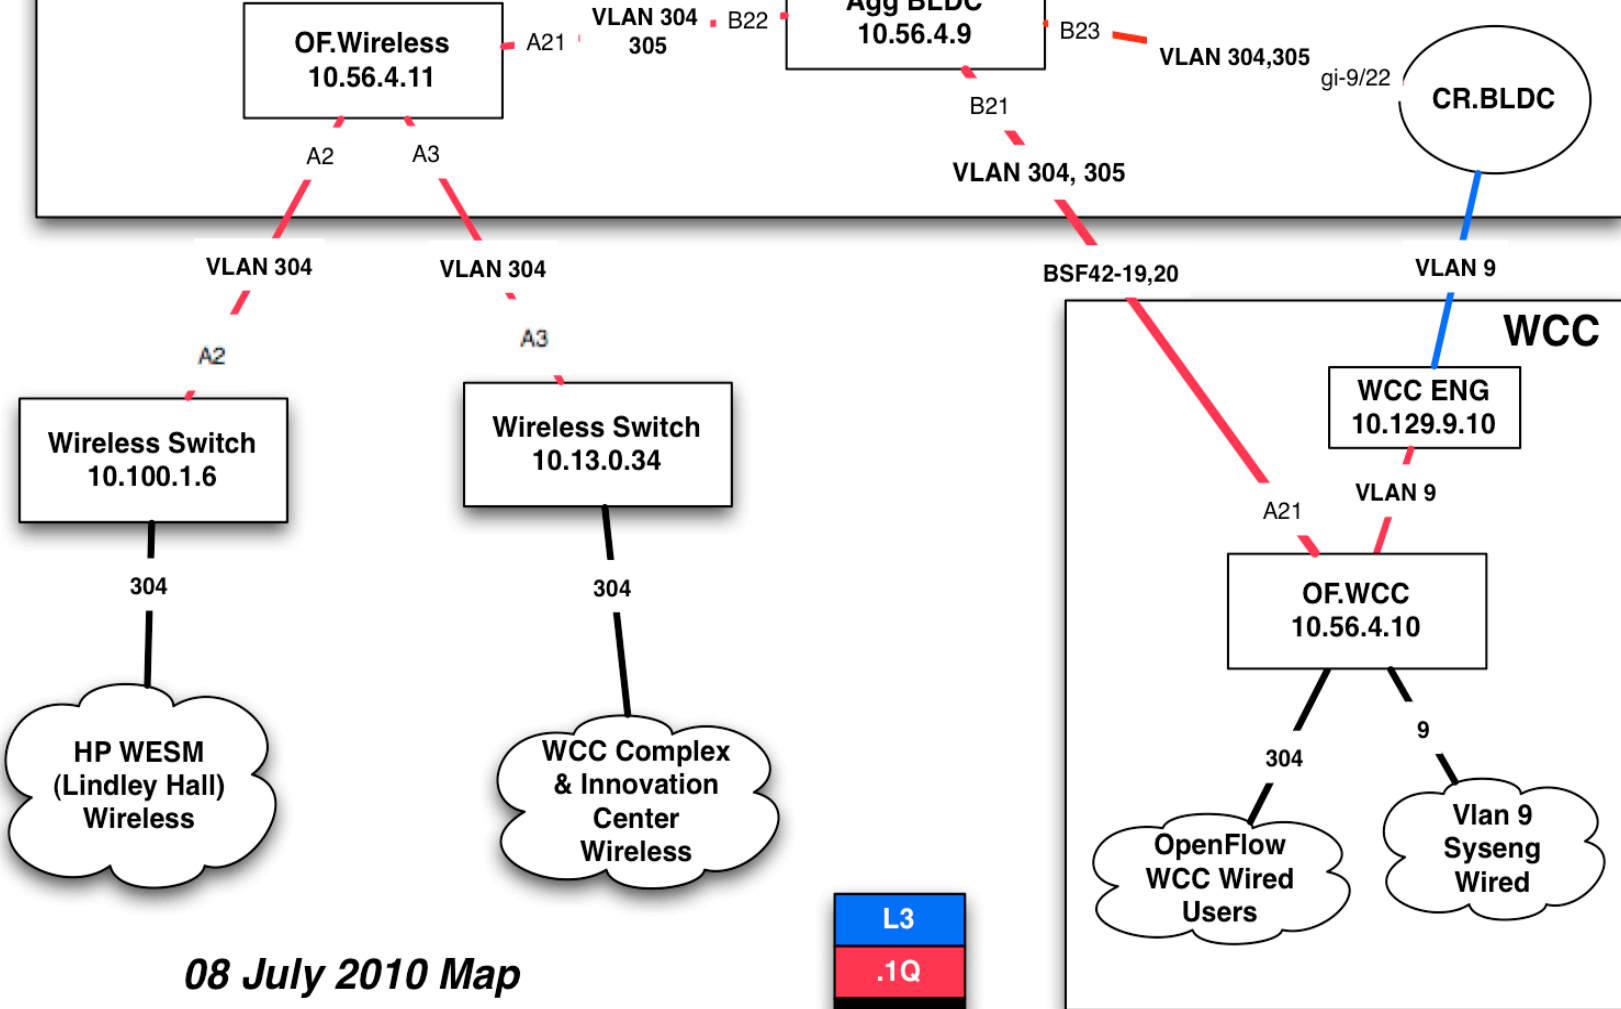 Agg BLDC
10.56.4.9
OF.Wireless
10.56.4.11
A21
VLAN 304
305
B22
B23
VLAN 304,305
gi-9/22
CR.BLDC
A2
A3
B21
VLAN 304, 305
VLAN 304
VLAN 304
BSF42-19,20
VLAN 9
WCC
A2
A3
WCC ENG
10.129.9.10
Wireless Switch
10.100.1.6
Wireless Switch
10.13.0.34
VLAN 9
A21
304
304
OF.WCC
10.56.4.10
304
9
HP WESM
(Lindley Hall)
Wireless
WCC Complex
& Innovation
Center
Wireless
OpenFlow
WCC Wired
Users
Vlan 9
Syseng
Wired
L3
.1Q
08 July 2010 Map